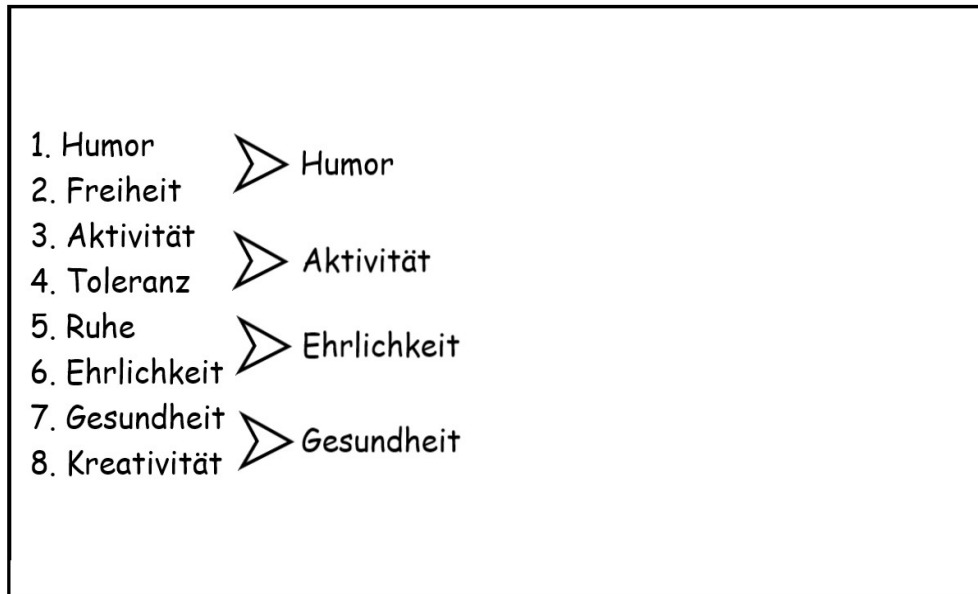 1. Humor
2. Freiheit
Humor
3. Aktivität
4. Toleranz
Aktivität
5. Ruhe
6. Ehrlichkeit
Ehrlichkeit
7. Gesundheit
8. Kreativität
Gesundheit